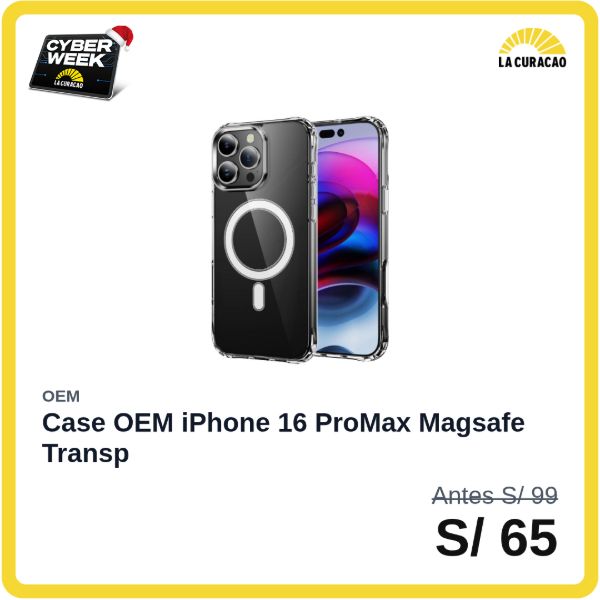 CYBER
WEEK
LA CURACAO
LA CURACAO
OEM
Case OEM iPhone 16 ProMax Magsafe
Transp
Antes S/ 99
S/ 65